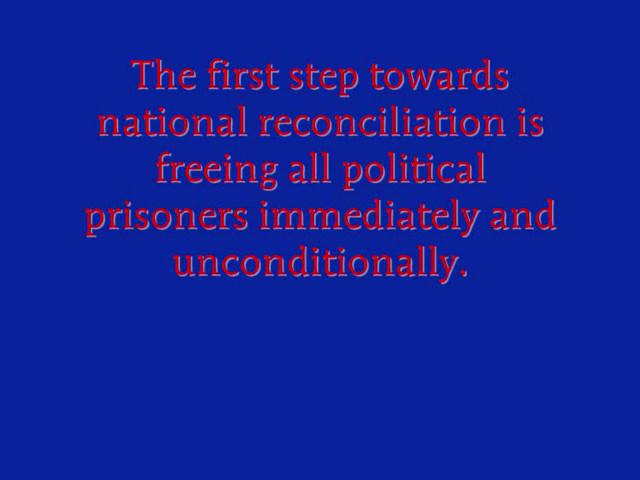 The first step towards
national reconciliation is
freeing all political
prisoners immediately and
unconditionally.